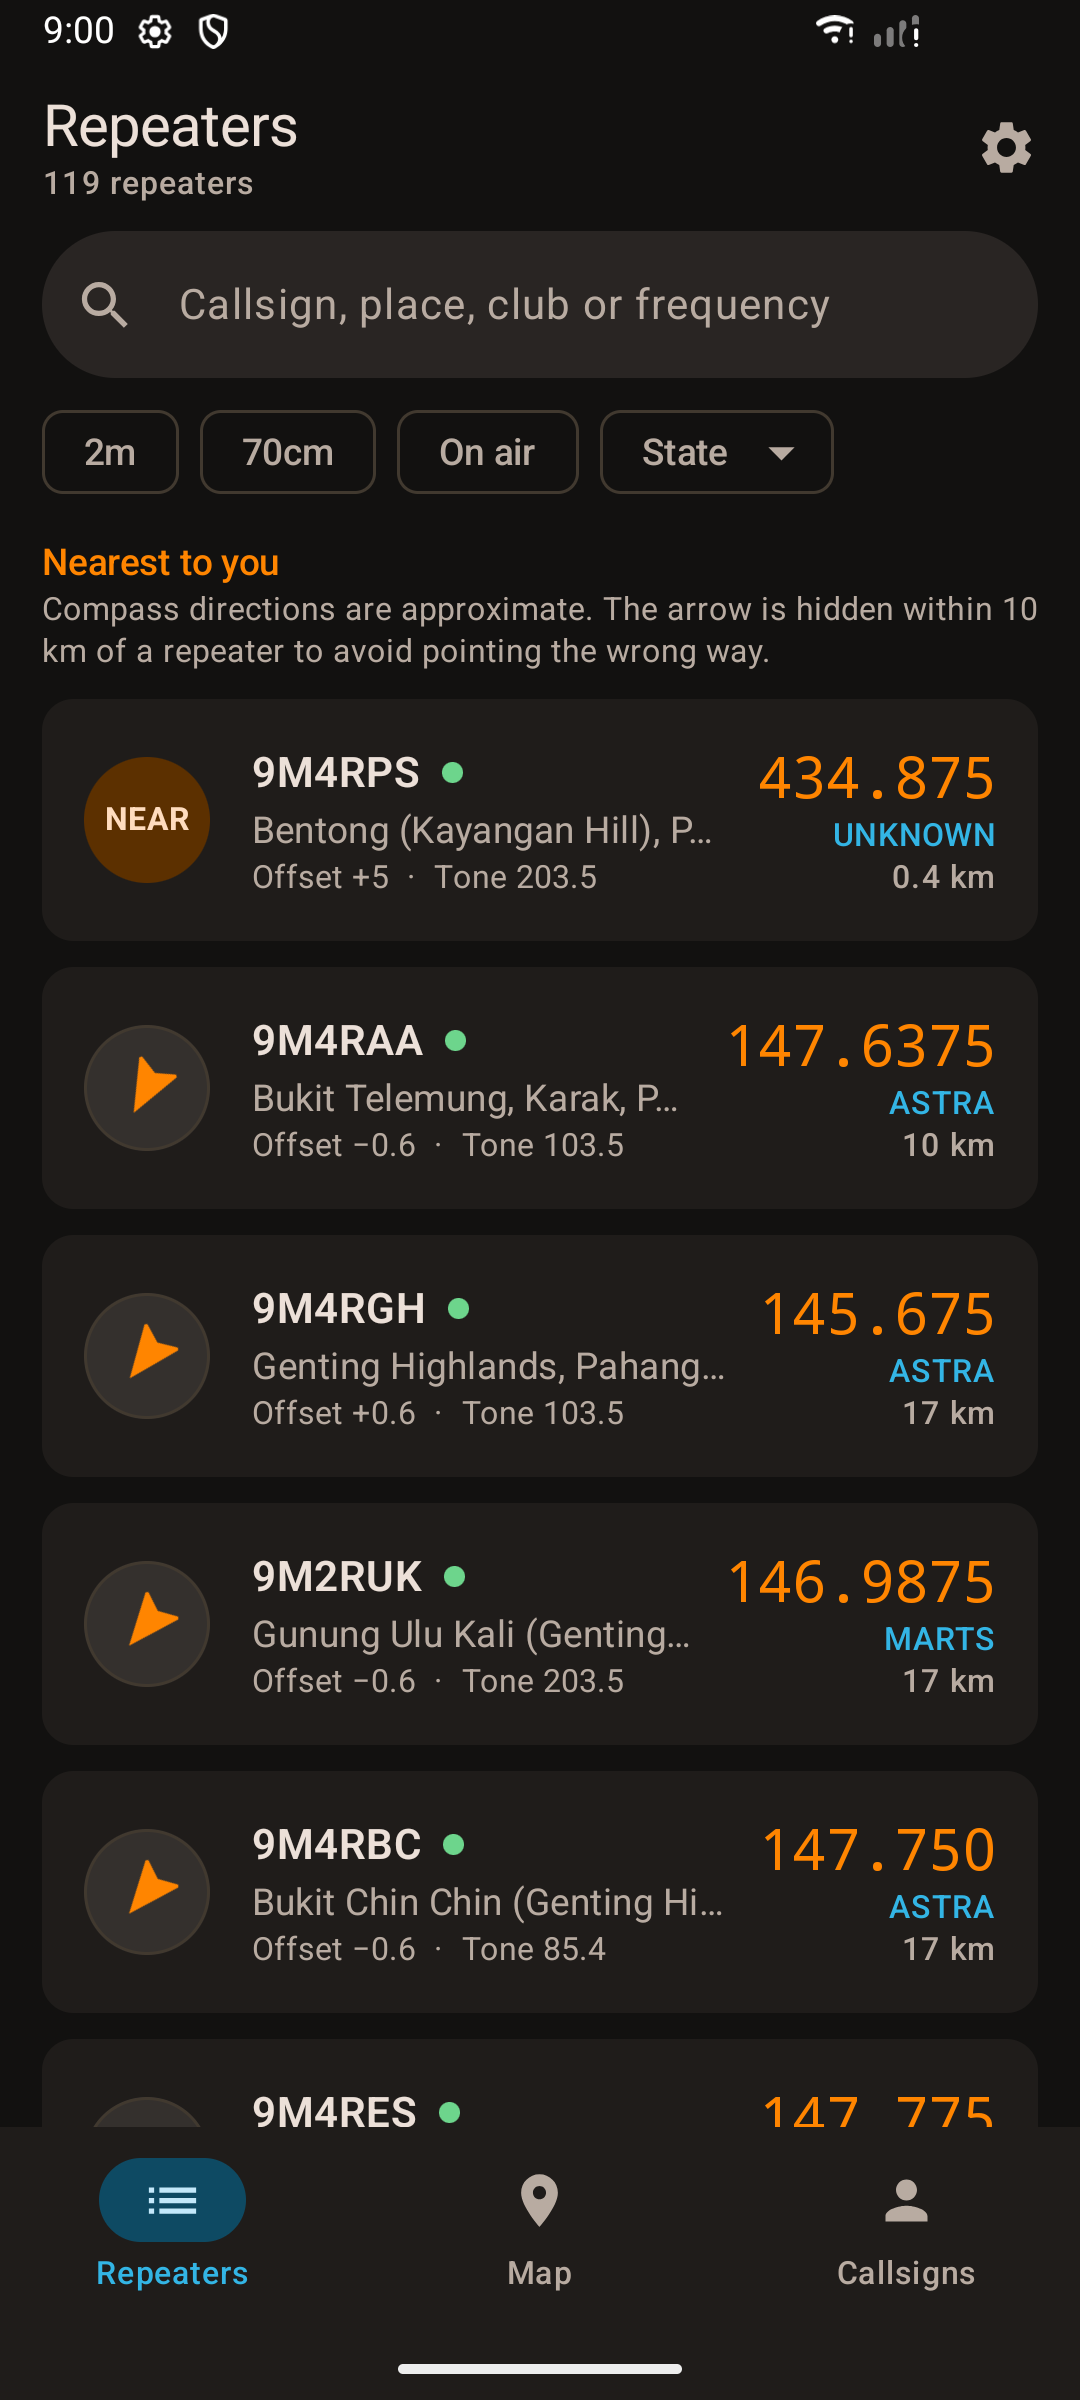 9:00
Repeaters
119 repeaters
Callsign, place, club or frequency
2m
70cm
On air
State
Nearest to you
Compass directions are approximate. The arrow is hidden within 10
km of a repeater to avoid pointing the wrong way.
NEAR
9M4RPS
434.875
Bentong (Kayangan Hill), P…
UNKNOWN
Offset +5 · Tone 203.5
0.4 km
9M4RAA
147.6375
Bukit Telemung, Karak, P…
ASTRA
Offset −0.6 · Tone 103.5
10 km
9M4RGH
145.675
Genting Highlands, Pahang…
ASTRA
Offset +0.6 · Tone 103.5
17 km
9M2RUK
146.9875
Gunung Ulu Kali (Genting…
MARTS
Offset −0.6 · Tone 203.5
17 km
9M4RBC
147.750
Bukit Chin Chin (Genting Hi…
ASTRA
Offset −0.6 · Tone 85.4
17 km
9M4RES
147.775
Repeaters
Map
Callsigns